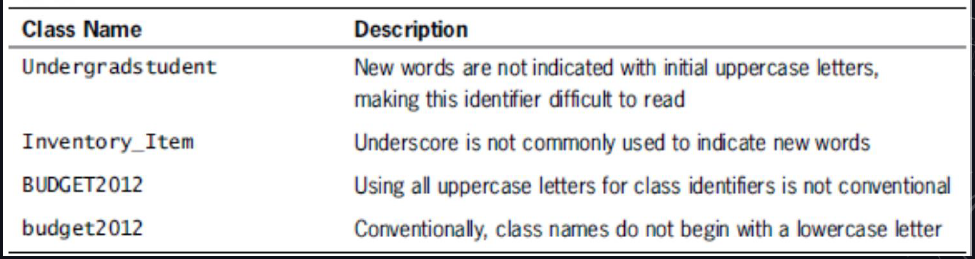 Class Name Description
Undergradstudent New words are not indicated with initial uppercase letters,
making this identifier difficult to read
Inventory_Item Underscore is not commonly used to indicate new words
BUDGET2012 Using all uppercase letters for class identifiers is not conventional
budget2012 Conventionally, class names do not begin with a lowercase letter